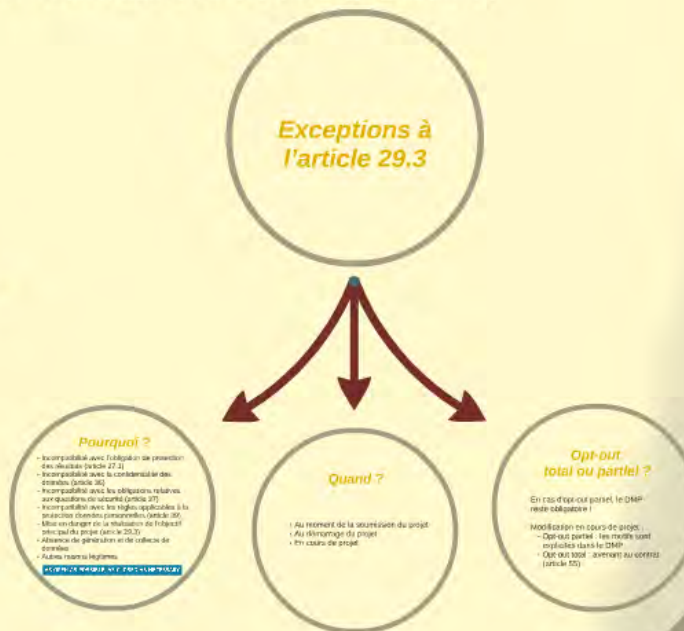 Exceptions à
l'article 29.3
Pourquoi ?
- Incompatibilité avec l'obligation de protection
des résultats (article 27.1)
- Incompatibilité avec la confidentialité des
données (article 36)
- Incompatibilité avec les obligations relatives
aux questions de sécurité (article 37)
- Incompatibilité avec les règles applicables à la
protection données personnelles (article 39)
- Mise en danger de la réalisation de l'objectif
principal du projet (article 29.3)
- Absence de génération et de collecte de
données
- Autres raisons légitimes
Quand ?
- Au moment de la soumission du projet
- Au démarrage du projet
- En cours de projet
Opt-out
total ou partiel ?
En cas d'opt-out partiel, le DMP
reste obligatoire !
Modification en cours de projet :
- Opt-out partiel : les motifs sont
explicités dans le DMP
- Opt-out total : avenant au contrat
(article 55)